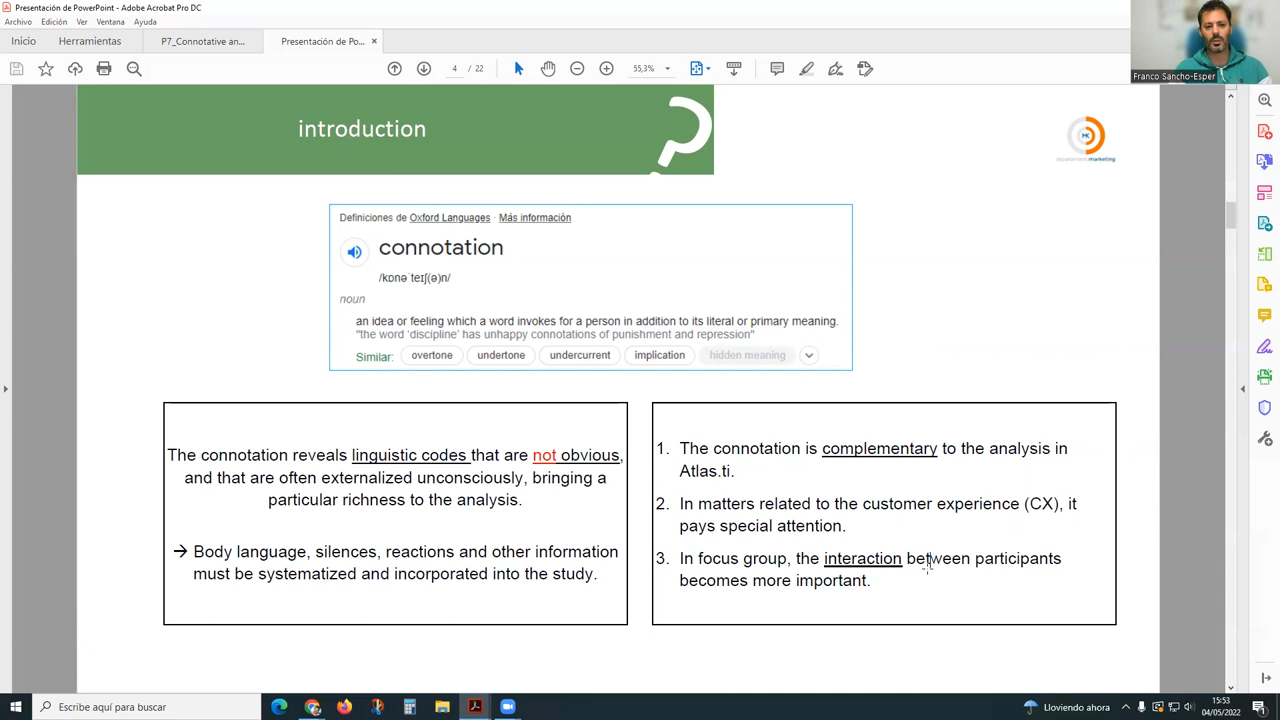 Presentación de PowerPoint - Adobe Acrobat Pro DC
Archivo Edición Ver Ventana Ayuda
Inicio Herramientas P7_Connotative an... Presentación de Po... ×
4 / 22 55,3%
Franco Sancho-Esper
introduction
MK
departamentomarketing
Definiciones de Oxford Languages · Más información
connotation
/kɒnəˈteɪʃ(ə)n/
noun
an idea or feeling which a word invokes for a person in addition to its literal or primary meaning.
"the word 'discipline' has unhappy connotations of punishment and repression"
Similar: overtone undertone undercurrent implication hidden meaning
The connotation reveals linguistic codes that are not obvious,
and that are often externalized unconsciously, bringing a
particular richness to the analysis.
→ Body language, silences, reactions and other information
must be systematized and incorporated into the study.
1. The connotation is complementary to the analysis in
Atlas.ti.
2. In matters related to the customer experience (CX), it
pays special attention.
3. In focus group, the interaction between participants
becomes more important.
Escribe aquí para buscar
Lloviendo ahora
15:53
04/05/2022